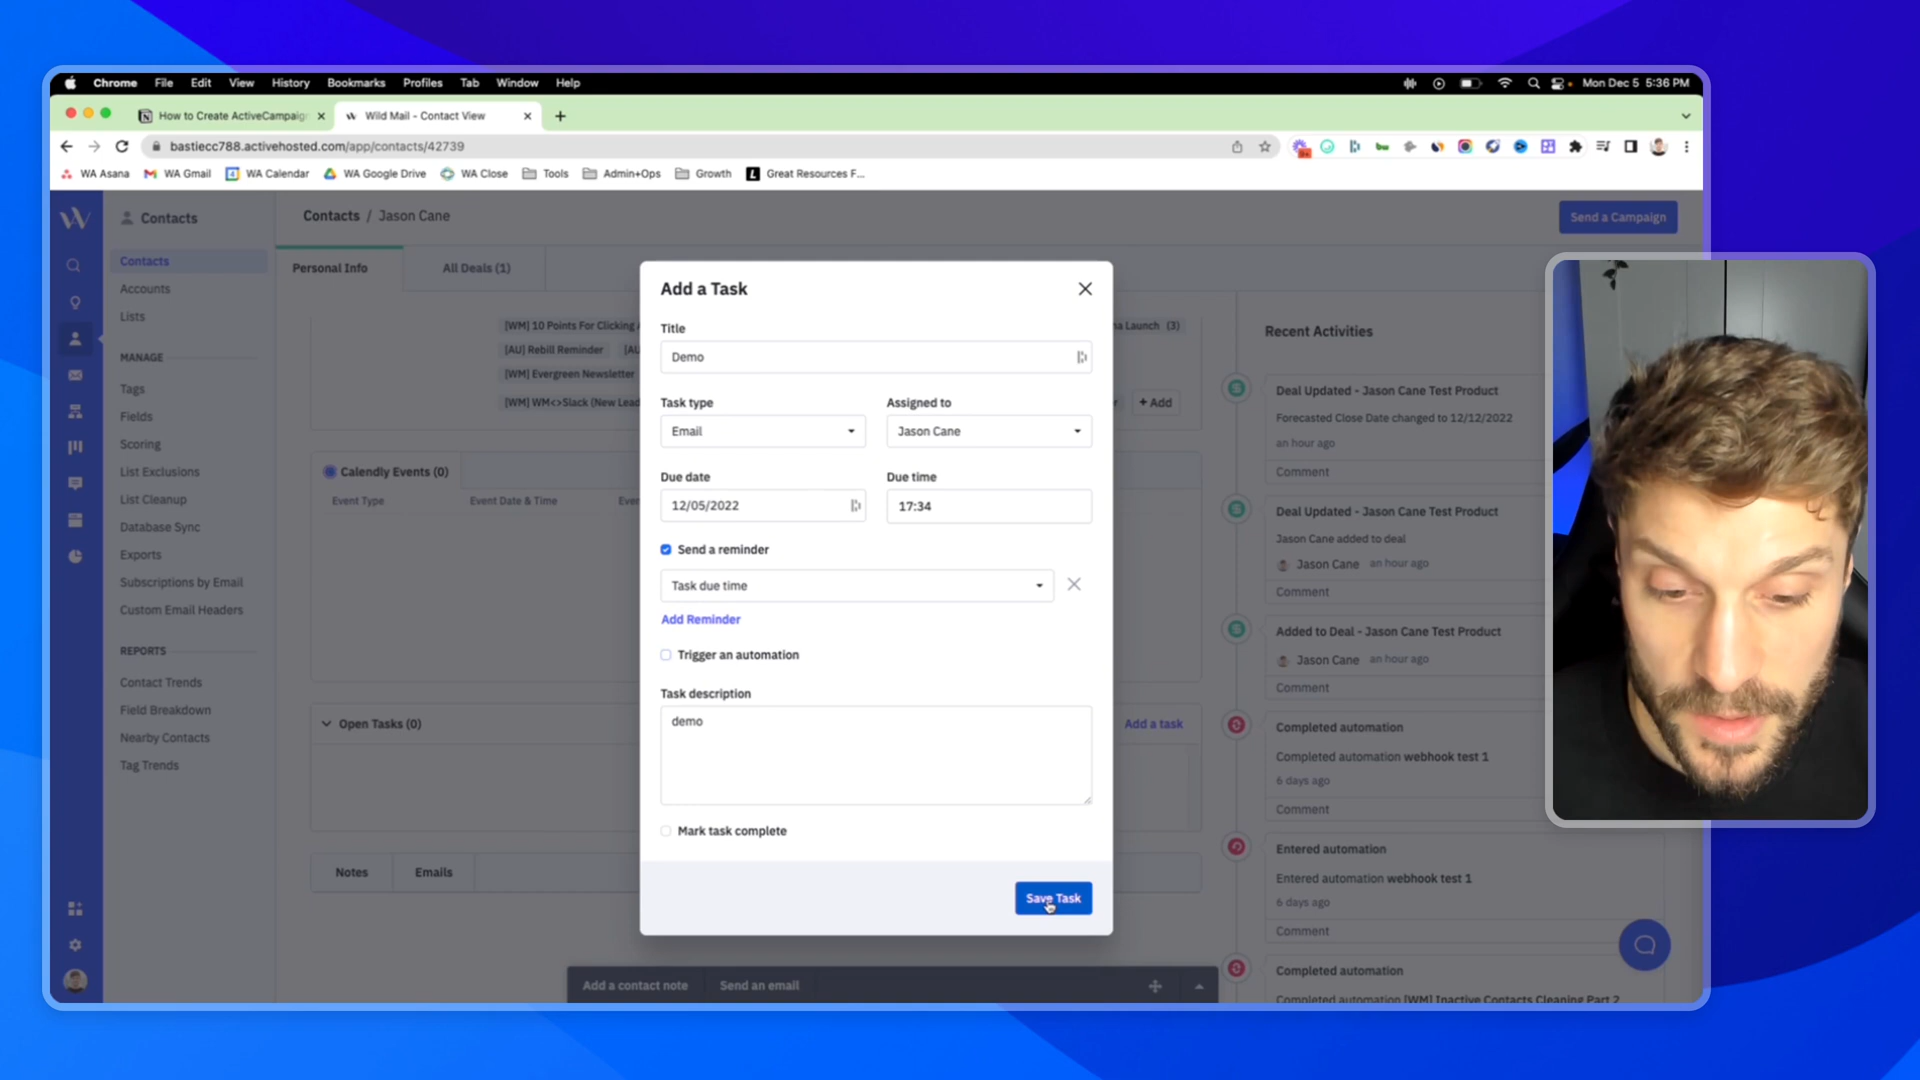 Chrome File Edit View History Bookmarks Profiles Tab Window Help Mon Dec 5 5:36 PM
How to Create ActiveCampaig
Wild Mail - Contact View
bastiecc788.activehosted.com/app/contacts/42739
WA Asana WA Gmail WA Calendar WA Google Drive WA Close Tools Admin+Ops Growth Great Resources F...
Contacts
Contacts / Jason Cane
Send a Campaign
Contacts
Accounts
Lists
MANAGE
Tags
Fields
Scoring
List Exclusions
List Cleanup
Database Sync
Exports
Subscriptions by Email
Custom Email Headers
REPORTS
Contact Trends
Field Breakdown
Nearby Contacts
Tag Trends
Personal Info
All Deals (1)
[WM] 10 Points For Clicking
Launch (3)
[AU] Rebill Reminder
[AU
[WM] Evergreen Newsletter
[WM] WM<>Slack (New Lead
+ Add
Calendly Events (0)
Event Type Event Date & Time
Open Tasks (0)
Add a task
Notes Emails
Add a contact note Send an email
Add a Task
Title
Demo
Task type Assigned to
Email Jason Cane
Due date Due time
12/05/2022 17:34
Send a reminder
Task due time
Add Reminder
Trigger an automation
Task description
demo
Mark task complete
Save Task
Recent Activities
Deal Updated - Jason Cane Test Product
Forecasted Close Date changed to 12/12/2022
an hour ago
Comment
Deal Updated - Jason Cane Test Product
Jason Cane added to deal
Jason Cane an hour ago
Comment
Added to Deal - Jason Cane Test Product
Jason Cane an hour ago
Comment
Completed automation
Completed automation webhook test 1
6 days ago
Comment
Entered automation
Entered automation webhook test 1
6 days ago
Comment
Completed automation
Completed automation [WM] Inactive Contacts Cleaning Part 2